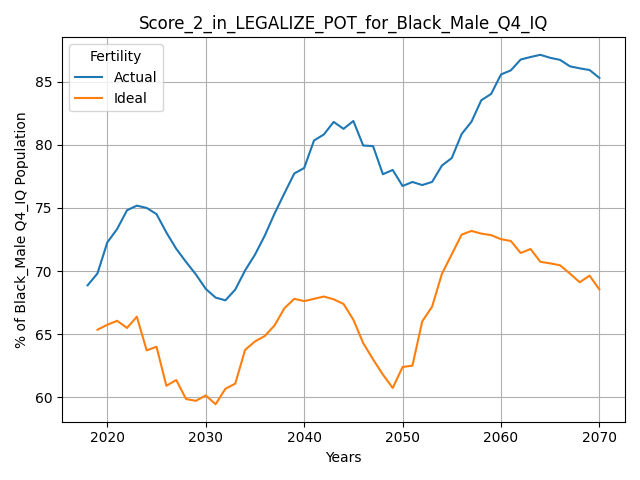 Score_2_in_LEGALIZE_POT_for_Black_Male_Q4_IQ
Fertility
Actual
Ideal
% of Black_Male Q4_IQ Population
85
80
75
70
65
60
2020
2030
2040
2050
2060
2070
Years